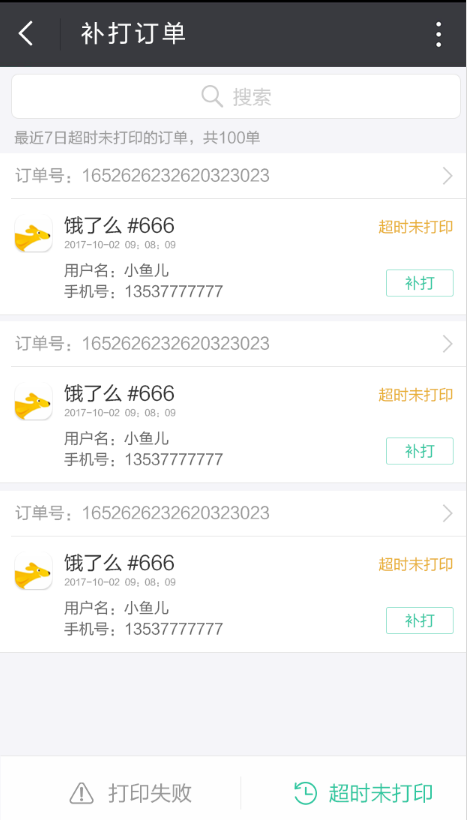 补打订单
搜索
最近7日超时未打印的订单，共100单
订单号：1652626232620323023
饿了么 #666
超时未打印
2017-10-02 09：08：09
用户名：小鱼儿
手机号：13537777777
补打
订单号：1652626232620323023
饿了么 #666
超时未打印
2017-10-02 09：08：09
用户名：小鱼儿
手机号：13537777777
补打
订单号：1652626232620323023
饿了么 #666
超时未打印
2017-10-02 09：08：09
用户名：小鱼儿
手机号：13537777777
补打
打印失败
超时未打印